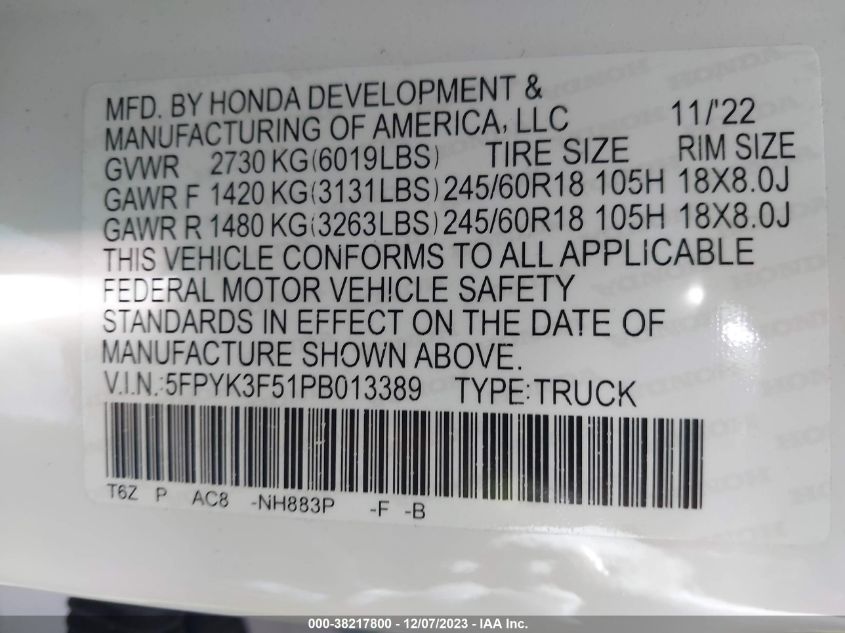 MFD. BY HONDA DEVELOPMENT &
MANUFACTURING OF AMERICA, LLC 11/'22
GVWR 2730 KG(6019LBS) TIRE SIZE RIM SIZE
GAWR F 1420 KG(3131LBS) 245/60R18 105H 18X8.0J
GAWR R 1480 KG(3263LBS) 245/60R18 105H 18X8.0J
THIS VEHICLE CONFORMS TO ALL APPLICABLE
FEDERAL MOTOR VEHICLE SAFETY
STANDARDS IN EFFECT ON THE DATE OF
MANUFACTURE SHOWN ABOVE.
V.I.N.:5FPYK3F51PB013389 TYPE:TRUCK
T6Z P AC8 -NH883P -F -B
000-38217800 - 12/07/2023 - IAA Inc.